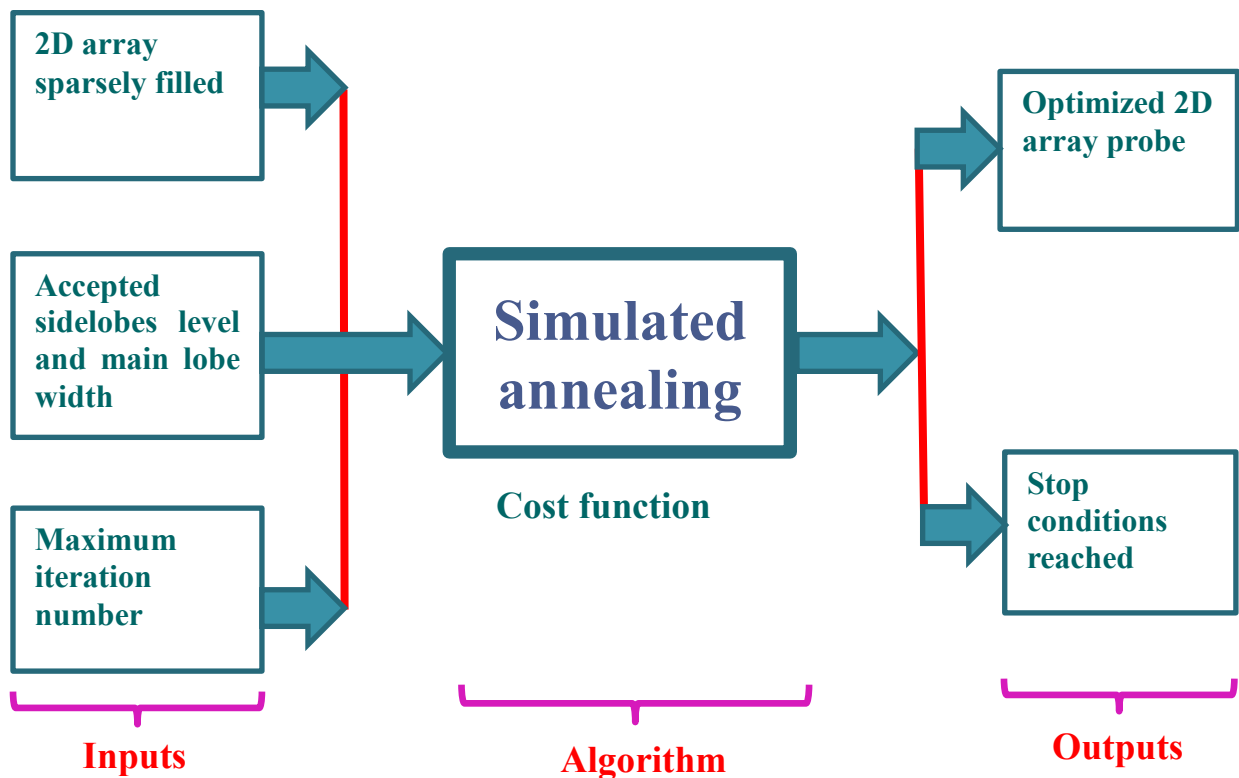 2D array
sparsely filled
Accepted
sidelobes level
and main lobe
width
Maximum
iteration
number
Inputs
Simulated
annealing
Cost function
Algorithm
Optimized 2D
array probe
Stop
conditions
reached
Outputs